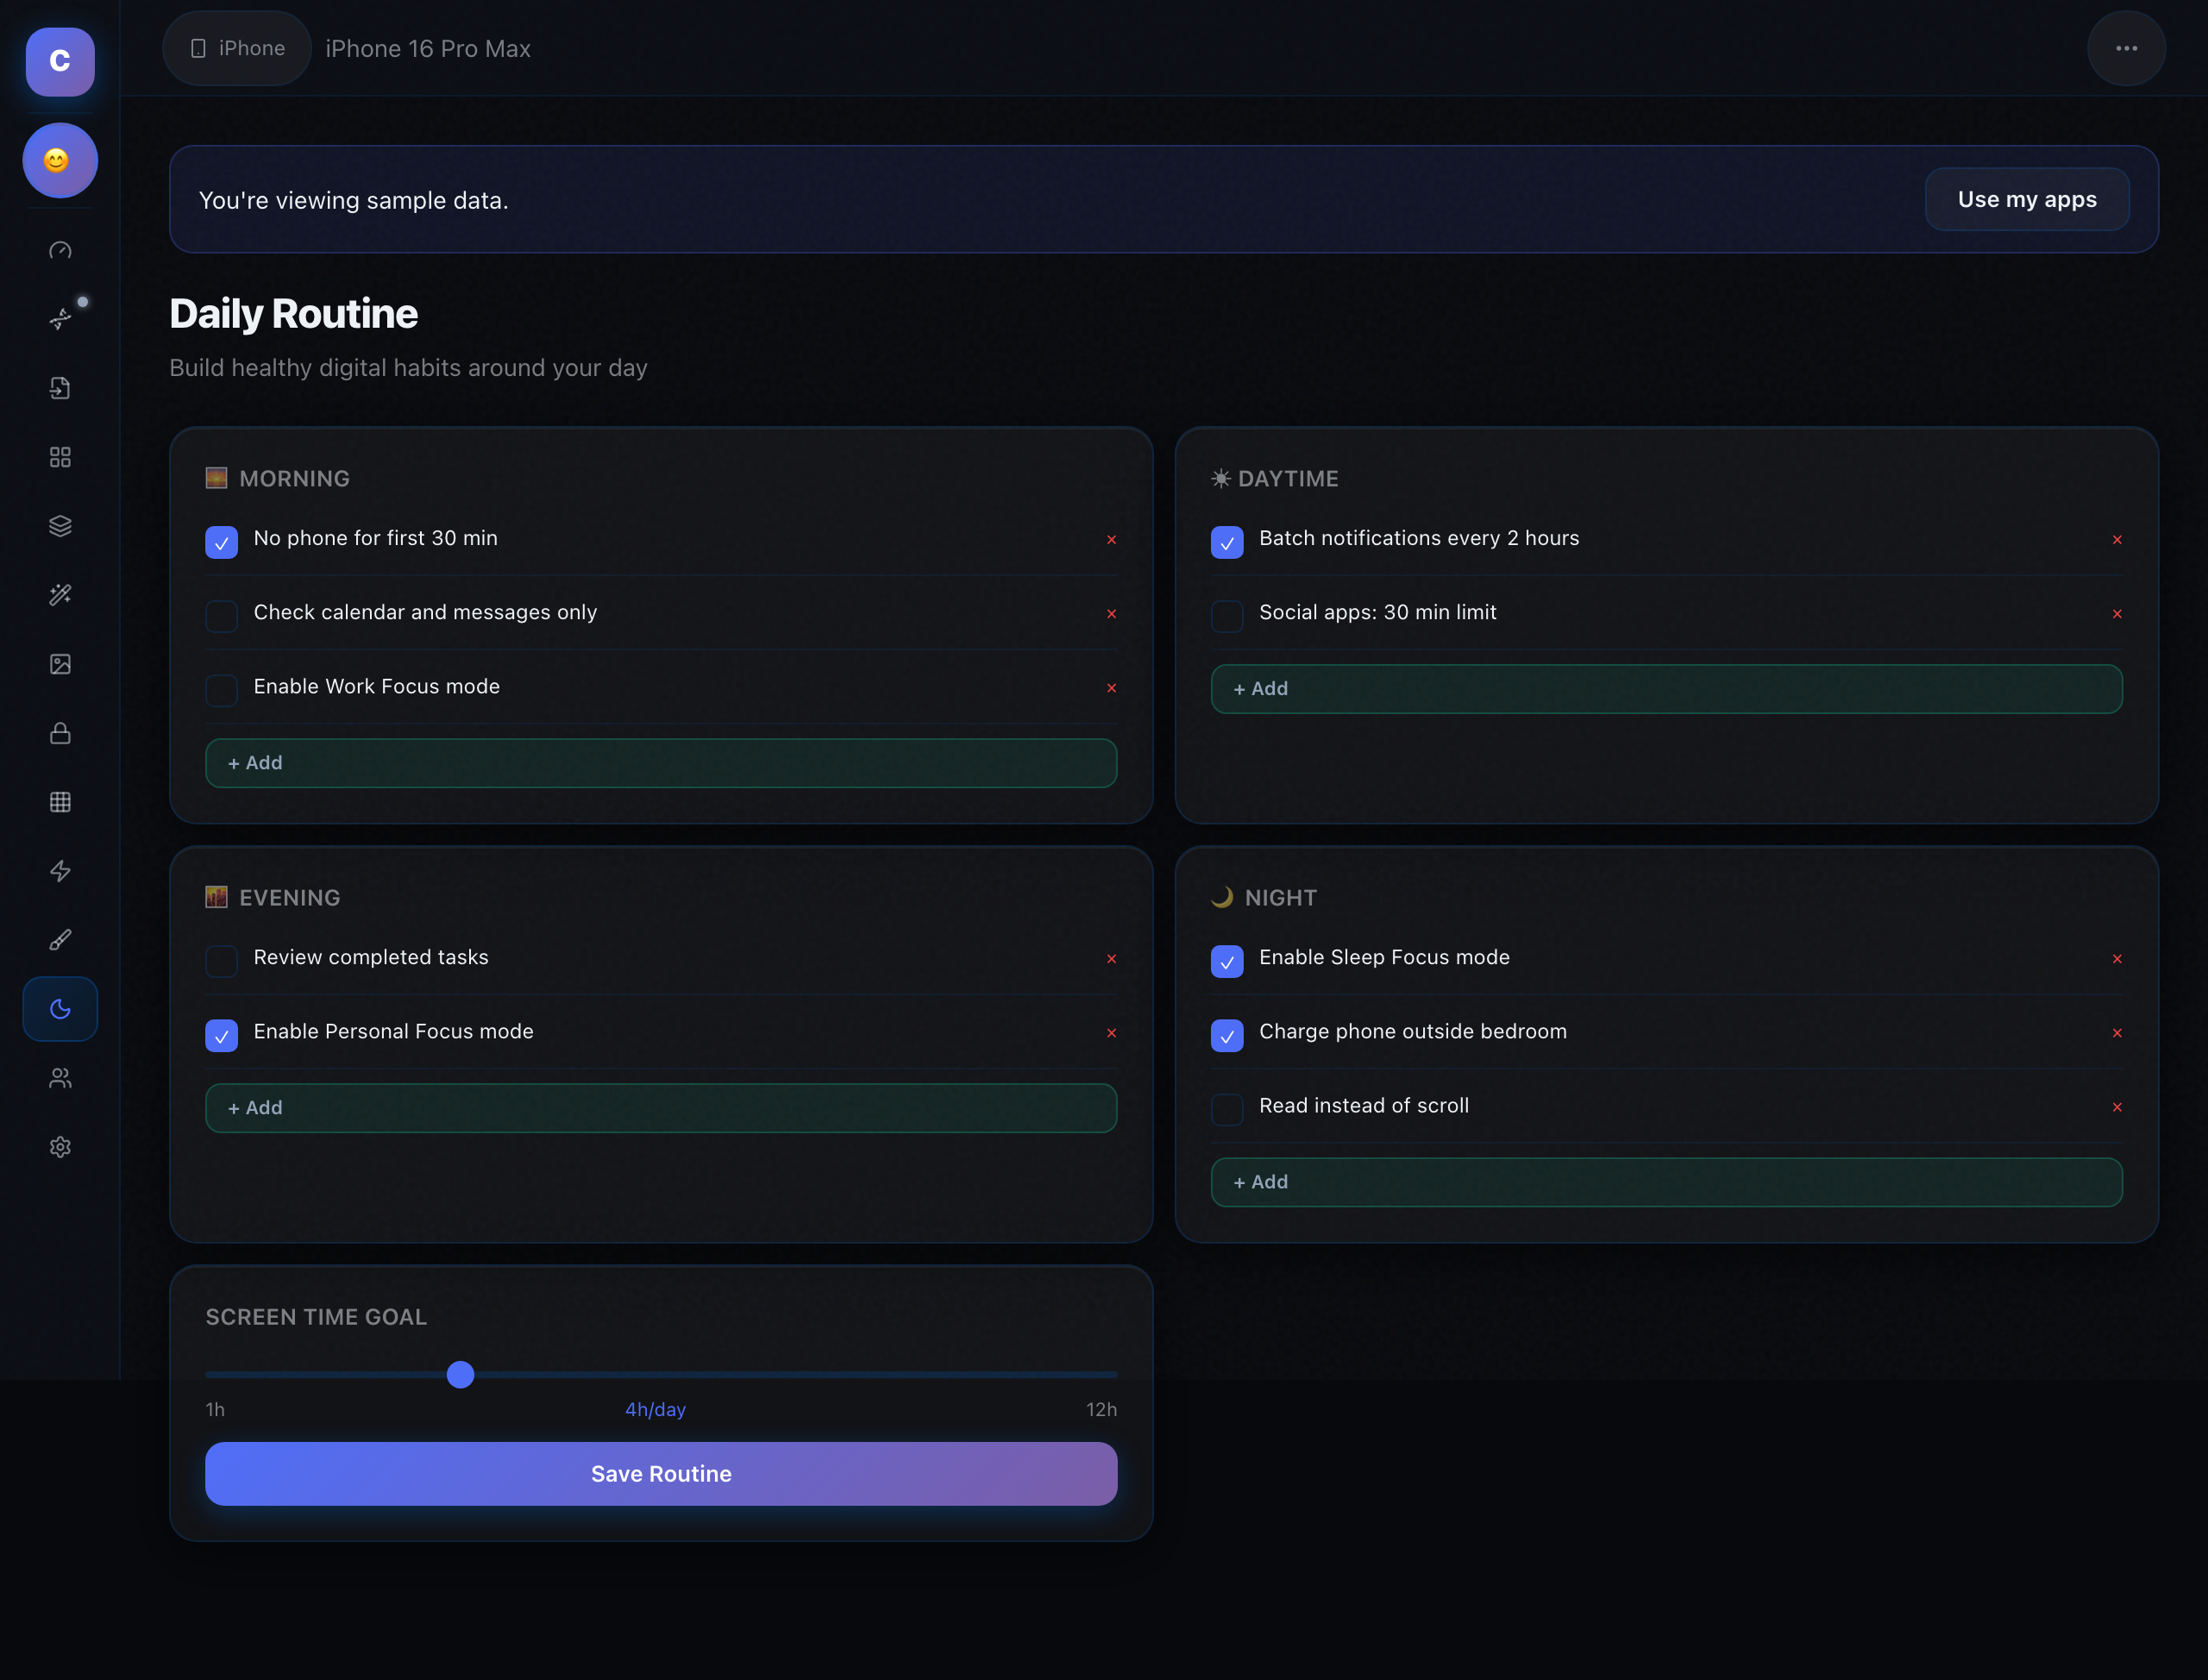 C
iPhone
iPhone 16 Pro Max
You're viewing sample data.
Use my apps
Daily Routine
Build healthy digital habits around your day
MORNING
No phone for first 30 min
Check calendar and messages only
Enable Work Focus mode
+ Add
DAYTIME
Batch notifications every 2 hours
Social apps: 30 min limit
+ Add
EVENING
Review completed tasks
Enable Personal Focus mode
+ Add
NIGHT
Enable Sleep Focus mode
Charge phone outside bedroom
Read instead of scroll
+ Add
SCREEN TIME GOAL
1h
4h/day
12h
Save Routine